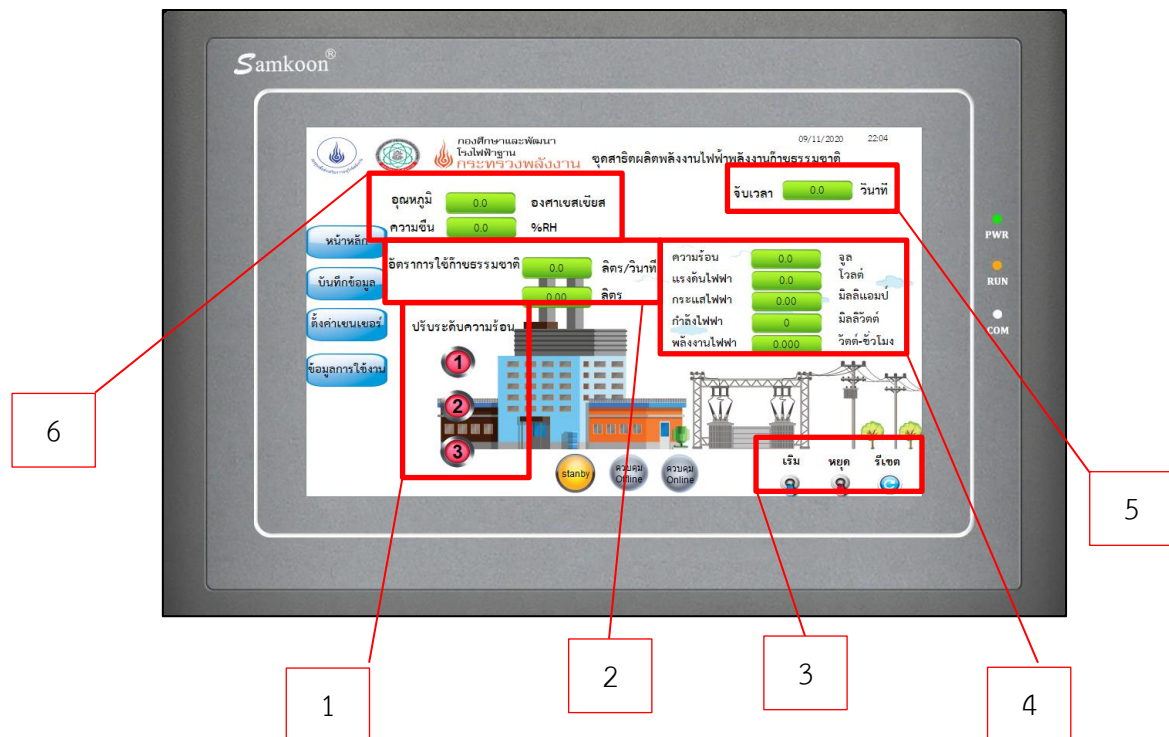 Samkoon®
กองศึกษาและพัฒนา
โรงไฟฟ้าฐาน
กระทรวงพลังงาน
ชุดสาธิตผลิตพลังงานไฟฟ้าพลังงานก๊าซธรรมชาติ
09/11/2020 22:04
จับเวลา 0.0 วินาที
อุณหภูมิ 0.0 องศาเซสเซียส
ความชืน 0.0 %RH
หน้าหลัก
บันทึกข้อมูล
ตั้งค่าเซนเซอร์
ข้อมูลการใช้งาน
อัตราการใช้ก๊าซธรรมชาติ 0.0 ลิตร/วินาที
0.00 ลิตร
ความร้อน 0.0 จูล
แรงดันไฟฟ้า 0.0 โวลต์
กระแสไฟฟ้า 0.00 มิลลิแอมป์
กำลังไฟฟ้า 0 มิลลิวัตต์
พลังงานไฟฟ้า 0.000 วัตต์-ชั่วโมง
ปรับระดับความร้อน
1
2
3
stanby
ควบคุม
Offline
ควบคุม
Online
เริ่ม หยุด รีเซต
PWR
RUN
COM
6
5
1
2
3
4